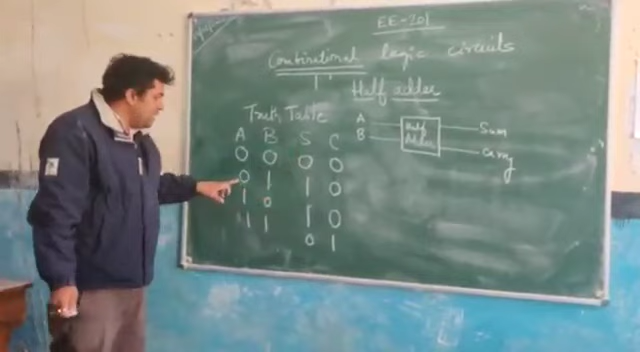 EE-201
Combinational logic circuits
Half adder
Truth Table
A B S C
0 0 0 0
0 1 1 0
1 0 1 0
1 1 0 1
A
B
Half
Adder
Sum
carry